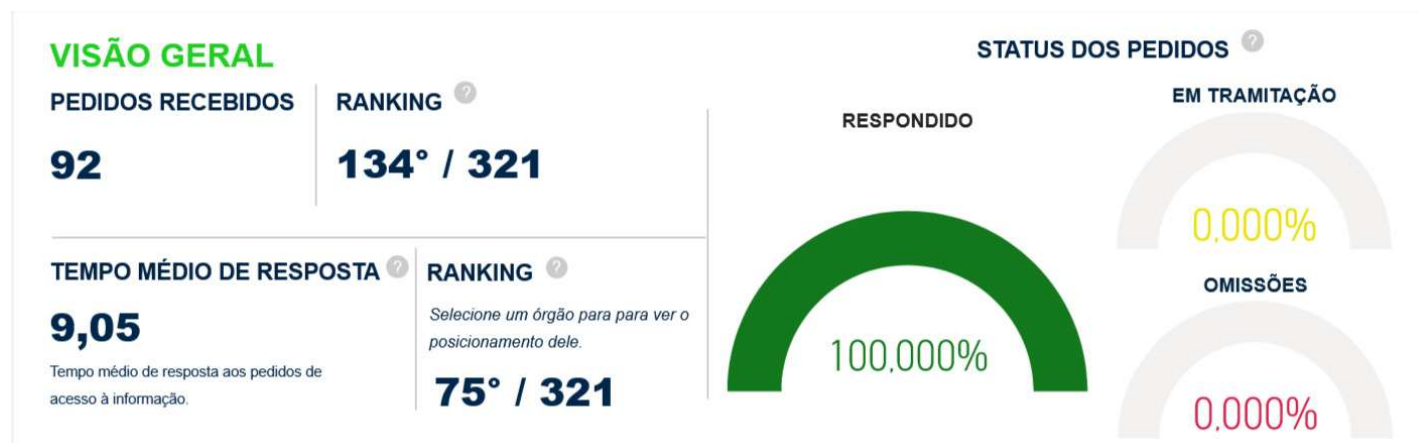 VISÃO GERAL
PEDIDOS RECEBIDOS
92
RANKING ?
134° / 321
TEMPO MÉDIO DE RESPOSTA ?
9,05
Tempo médio de resposta aos pedidos de
acesso à informação.
RANKING ?
Selecione um órgão para para ver o
posicionamento dele.
75° / 321
STATUS DOS PEDIDOS ?
RESPONDIDO
100,000%
EM TRAMITAÇÃO
0,000%
OMISSÕES
0,000%